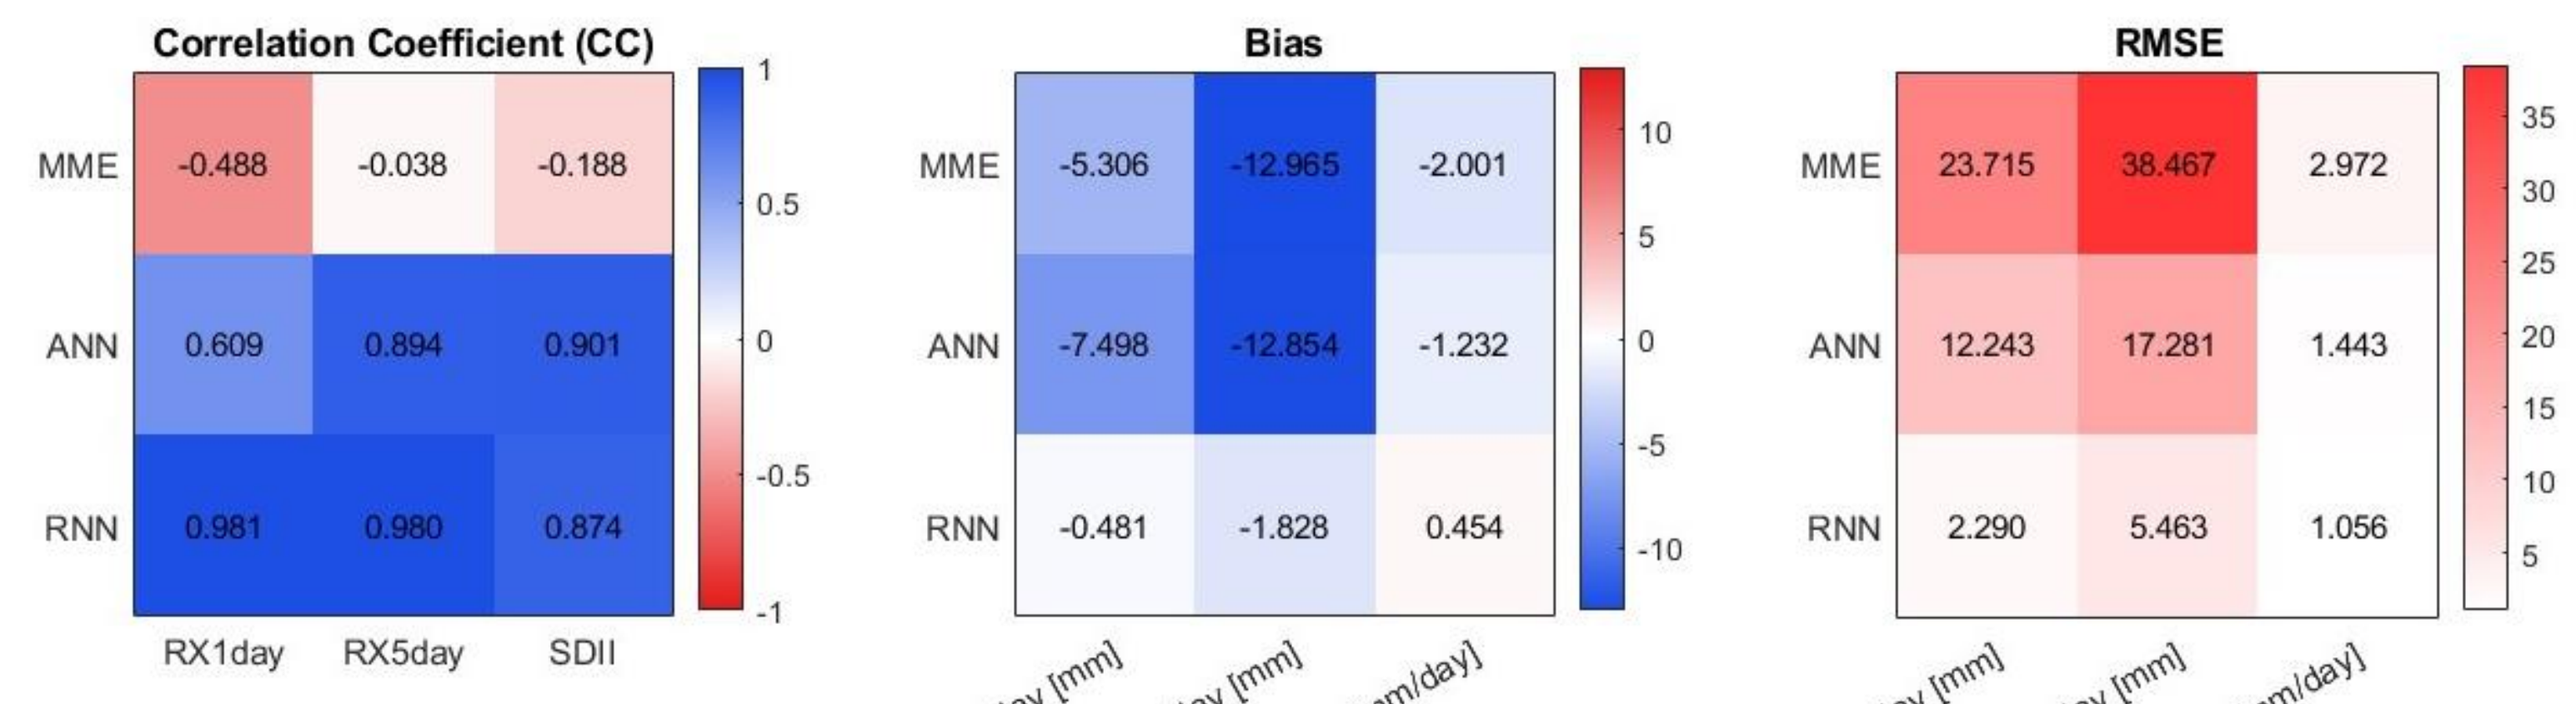 Correlation Coefficient (CC)
MME -0.488 -0.038 -0.188
ANN 0.609 0.894 0.901
RNN 0.981 0.980 0.874
RX1day RX5day SDII
1
0.5
0
-0.5
-1
Bias
MME -5.306 -12.965 -2.001
ANN -7.498 -12.854 -1.232
RNN -0.481 -1.828 0.454
[mm] [mm]
10
5
0
-5
-10
RMSE
MME 23.715 38.467 2.972
ANN 12.243 17.281 1.443
RNN 2.290 5.463 1.056
[mm] [mm]
35
30
25
20
15
10
5